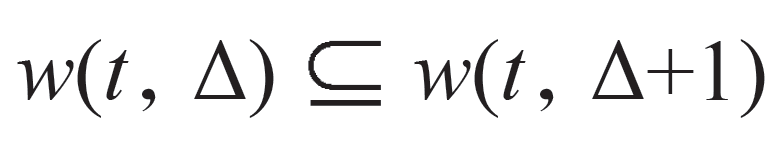 w(t, Δ) ⊆ w(t, Δ+1)